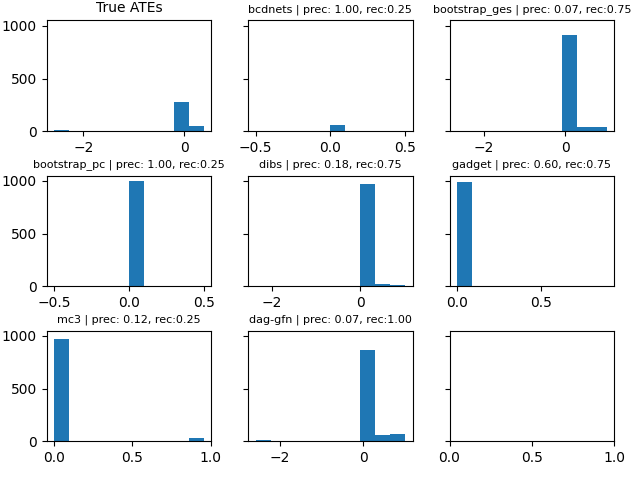 True ATEs
bcdnets | prec: 1.00, rec:0.25
bootstrap_ges | prec: 0.07, rec:0.75
1000
500
0
−2 0
−0.5 0.0 0.5
−2 0
bootstrap_pc | prec: 1.00, rec:0.25
dibs | prec: 0.18, rec:0.75
gadget | prec: 0.60, rec:0.75
1000
500
0
−0.5 0.0 0.5
−2 0
0.0 0.5
mc3 | prec: 0.12, rec:0.25
dag-gfn | prec: 0.07, rec:1.00
1000
500
0
0.0 0.5 1.0
−2 0
0.0 0.5 1.0